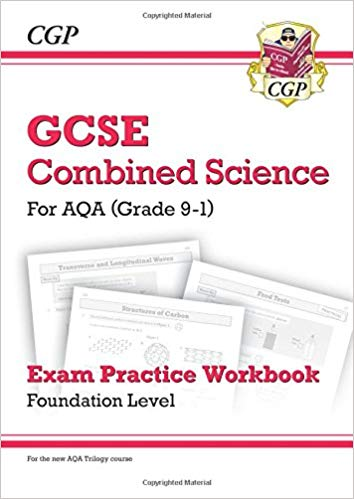 Copyrighted Material
CGP
CGP
CGP
GCSE
Combined Science
For AQA (Grade 9-1)
Transverse and Longitudinal Waves
Food Tests
Structures of Carbon
Exam Practice Workbook
Foundation Level
For the new AQA Trilogy course
Copyrighted Material